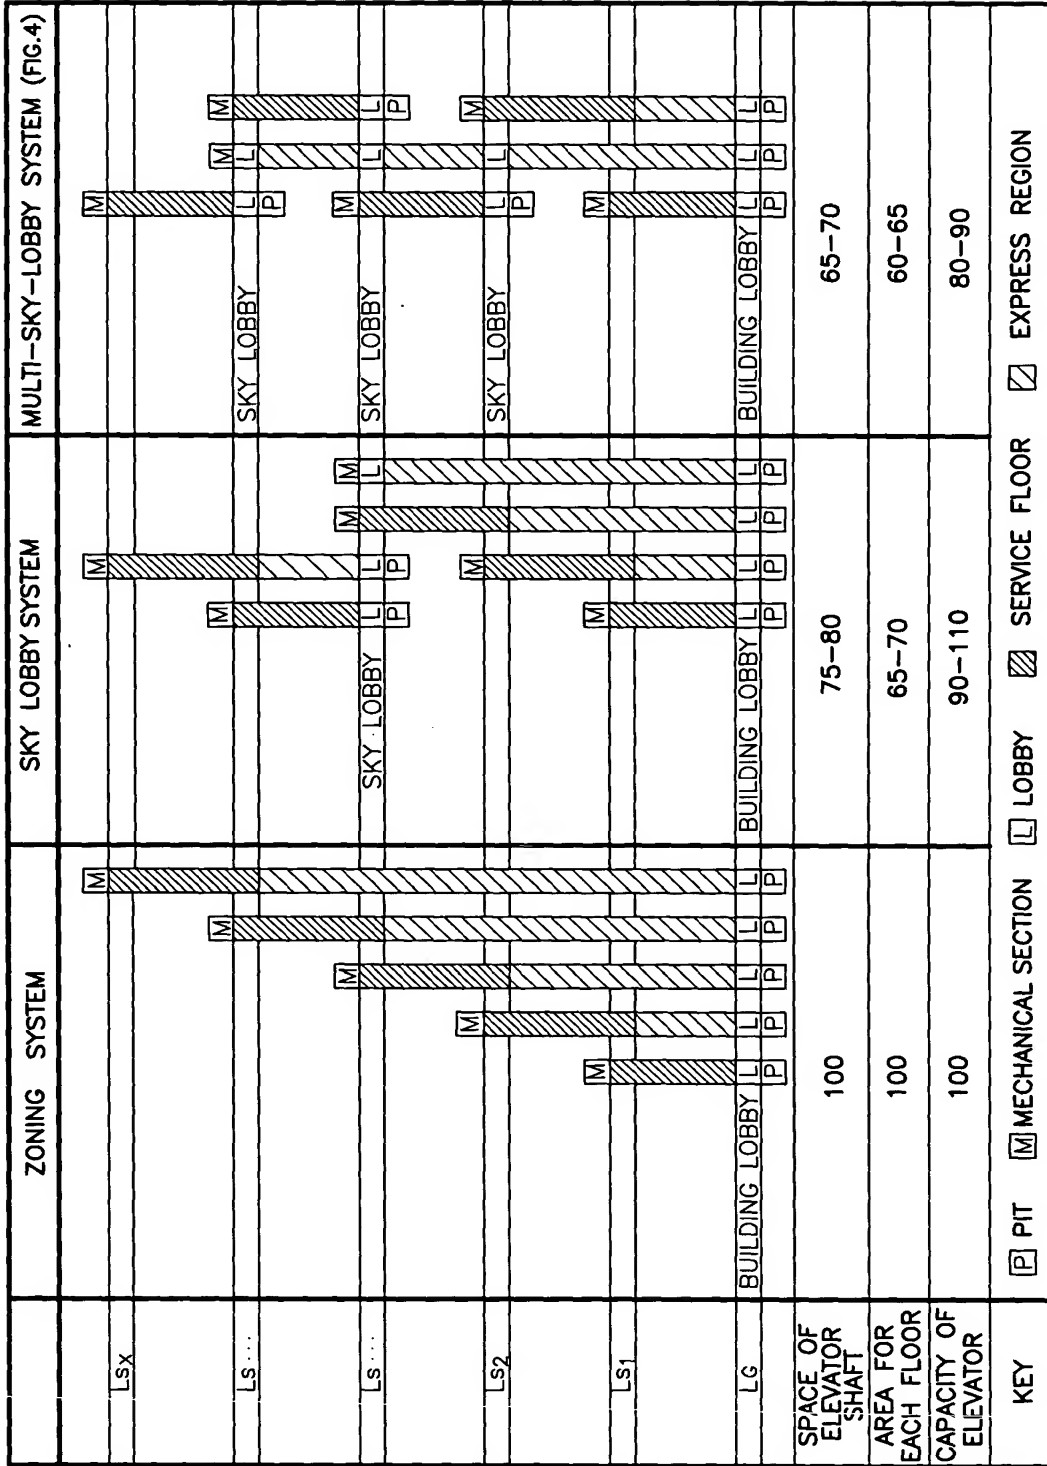 ZONING SYSTEM
SKY LOBBY SYSTEM
MULTI-SKY-LOBBY SYSTEM (FIG.4)
M
M
M
LSX
M
M
M
M
LS...
L
L
SKY LOBBY
P
M
M
M
M
LS...
L
L
L
L
L
SKY LOBBY
SKY LOBBY
P
P
M
M
M
LS2
L
L
SKY LOBBY
P
M
M
M
LS1
LG
BUILDING LOBBY
L
L
L
L
L
BUILDING LOBBY
L
L
L
L
BUILDING LOBBY
L
L
L
P
P
P
P
P
P
P
P
P
P
P
P
SPACE OF
ELEVATOR
SHAFT
100
75-80
65-70
AREA FOR
EACH FLOOR
100
65-70
60-65
CAPACITY OF
ELEVATOR
100
90-110
80-90
KEY
P PIT
M MECHANICAL SECTION
L LOBBY
SERVICE FLOOR
EXPRESS REGION